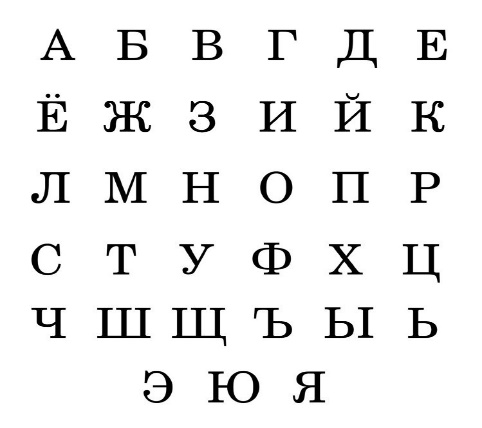 А Б В Г Д Е
Ё Ж З И Й К
Л М Н О П Р
С Т У Ф Х Ц
Ч Ш Щ Ъ Ы Ь
Э Ю Я